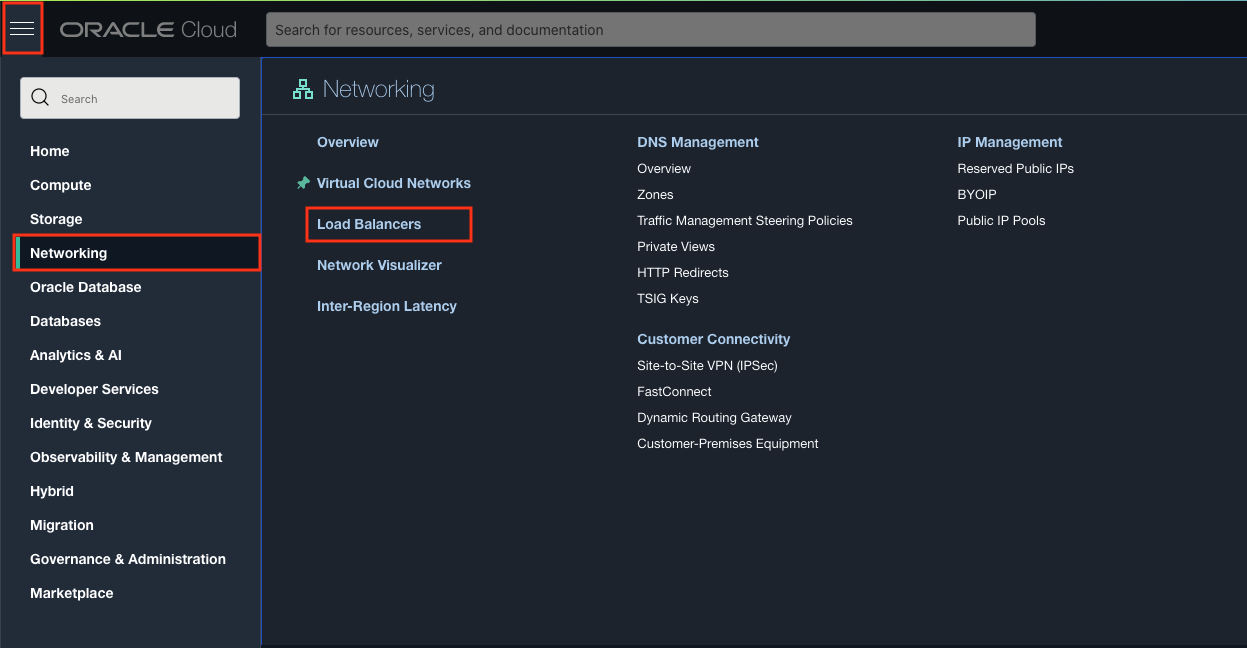 ORACLE Cloud
Search for resources, services, and documentation
Search
Home
Compute
Storage
Networking
Oracle Database
Databases
Analytics & AI
Developer Services
Identity & Security
Observability & Management
Hybrid
Migration
Governance & Administration
Marketplace
Networking
Overview
Virtual Cloud Networks
Load Balancers
Network Visualizer
Inter-Region Latency
DNS Management
Overview
Zones
Traffic Management Steering Policies
Private Views
HTTP Redirects
TSIG Keys
Customer Connectivity
Site-to-Site VPN (IPSec)
FastConnect
Dynamic Routing Gateway
Customer-Premises Equipment
IP Management
Reserved Public IPs
BYOIP
Public IP Pools